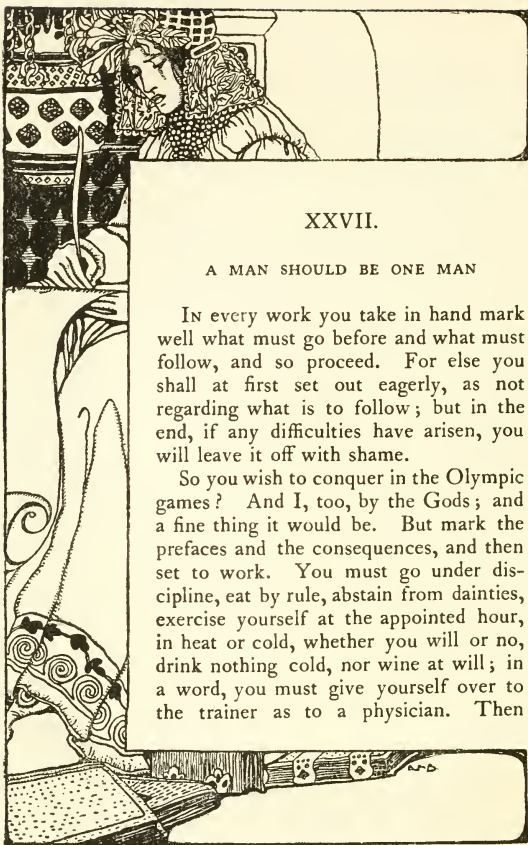 XXVII.
A MAN SHOULD BE ONE MAN
IN every work you take in hand mark
well what must go before and what must
follow, and so proceed. For else you
shall at first set out eagerly, as not
regarding what is to follow; but in the
end, if any difficulties have arisen, you
will leave it off with shame.
So you wish to conquer in the Olympic
games? And I, too, by the Gods; and
a fine thing it would be. But mark the
prefaces and the consequences, and then
set to work. You must go under dis-
cipline, eat by rule, abstain from dainties,
exercise yourself at the appointed hour,
in heat or cold, whether you will or no,
drink nothing cold, nor wine at will; in
a word, you must give yourself over to
the trainer as to a physician. Then